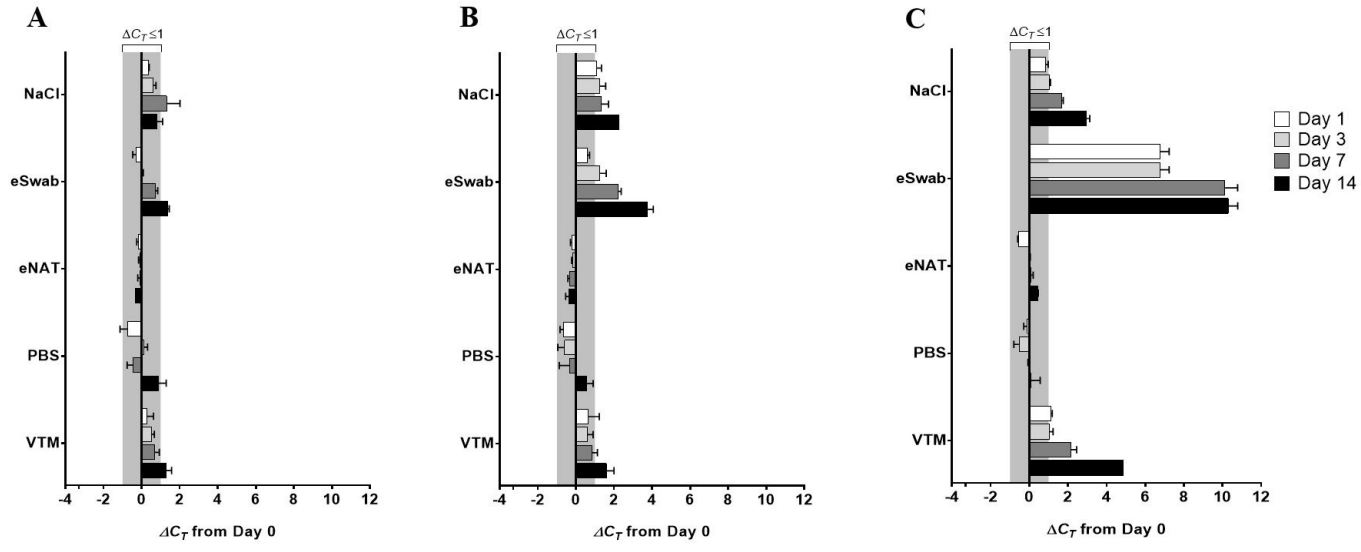 A
ΔC_T ≤1
NaCl
eSwab
eNAT
PBS
VTM
-4 -2 0 2 4 6 8 10 12
ΔC_T from Day 0
B
ΔC_T ≤1
NaCl
eSwab
eNAT
PBS
VTM
-4 -2 0 2 4 6 8 10 12
ΔC_T from Day 0
C
ΔC_T ≤1
NaCl
eSwab
eNAT
PBS
VTM
-4 -2 0 2 4 6 8 10 12
ΔC_T from Day 0
Day 1
Day 3
Day 7
Day 14